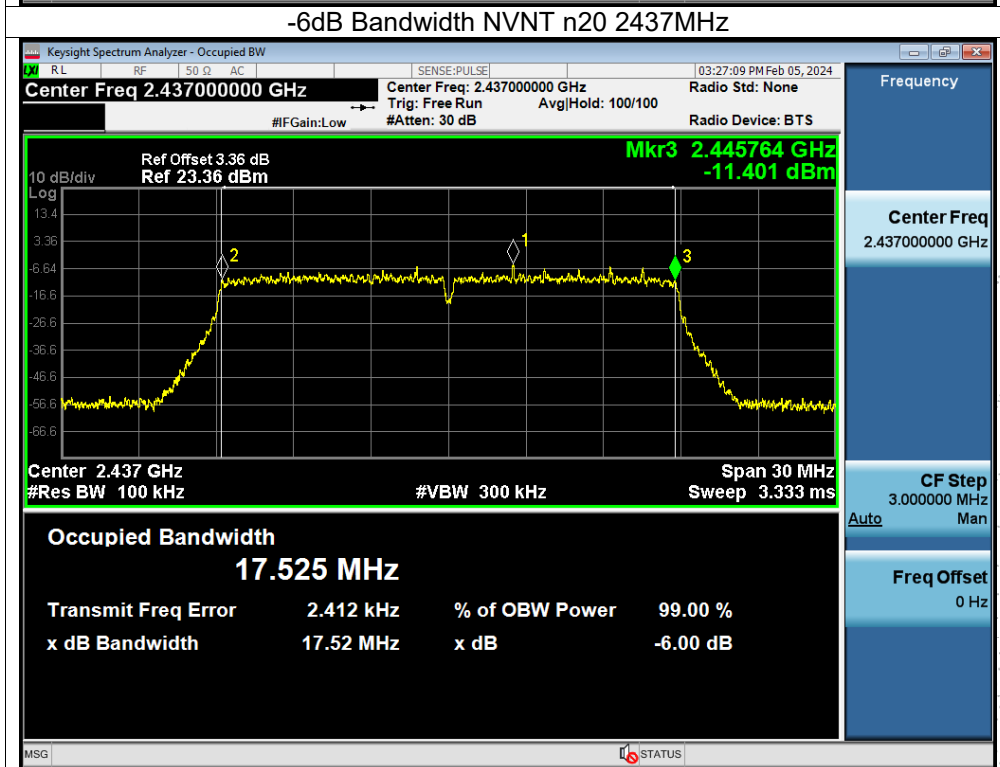 -6dB Bandwidth NVNT n20 2437MHz
Keysight Spectrum Analyzer - Occupied BW
LXI RL RF 50 Ω AC SENSE:PULSE 03:27:09 PM Feb 05, 2024
Center Freq 2.437000000 GHz
Center Freq: 2.437000000 GHz Radio Std: None
Trig: Free Run Avg|Hold: 100/100
#IFGain:Low #Atten: 30 dB Radio Device: BTS
Frequency
Mkr3 2.445764 GHz
-11.401 dBm
Ref Offset 3.36 dB
10 dB/div Ref 23.36 dBm
Log
13.4
3.36
-6.64
-16.6
-26.6
-36.6
-46.6
-56.6
-66.6
1
2
3
Center 2.437 GHz Span 30 MHz
#Res BW 100 kHz #VBW 300 kHz Sweep 3.333 ms
Center Freq
2.437000000 GHz
CF Step
3.000000 MHz
Auto Man
Freq Offset
0 Hz
Occupied Bandwidth
17.525 MHz
Transmit Freq Error 2.412 kHz % of OBW Power 99.00 %
x dB Bandwidth 17.52 MHz x dB -6.00 dB
MSG STATUS